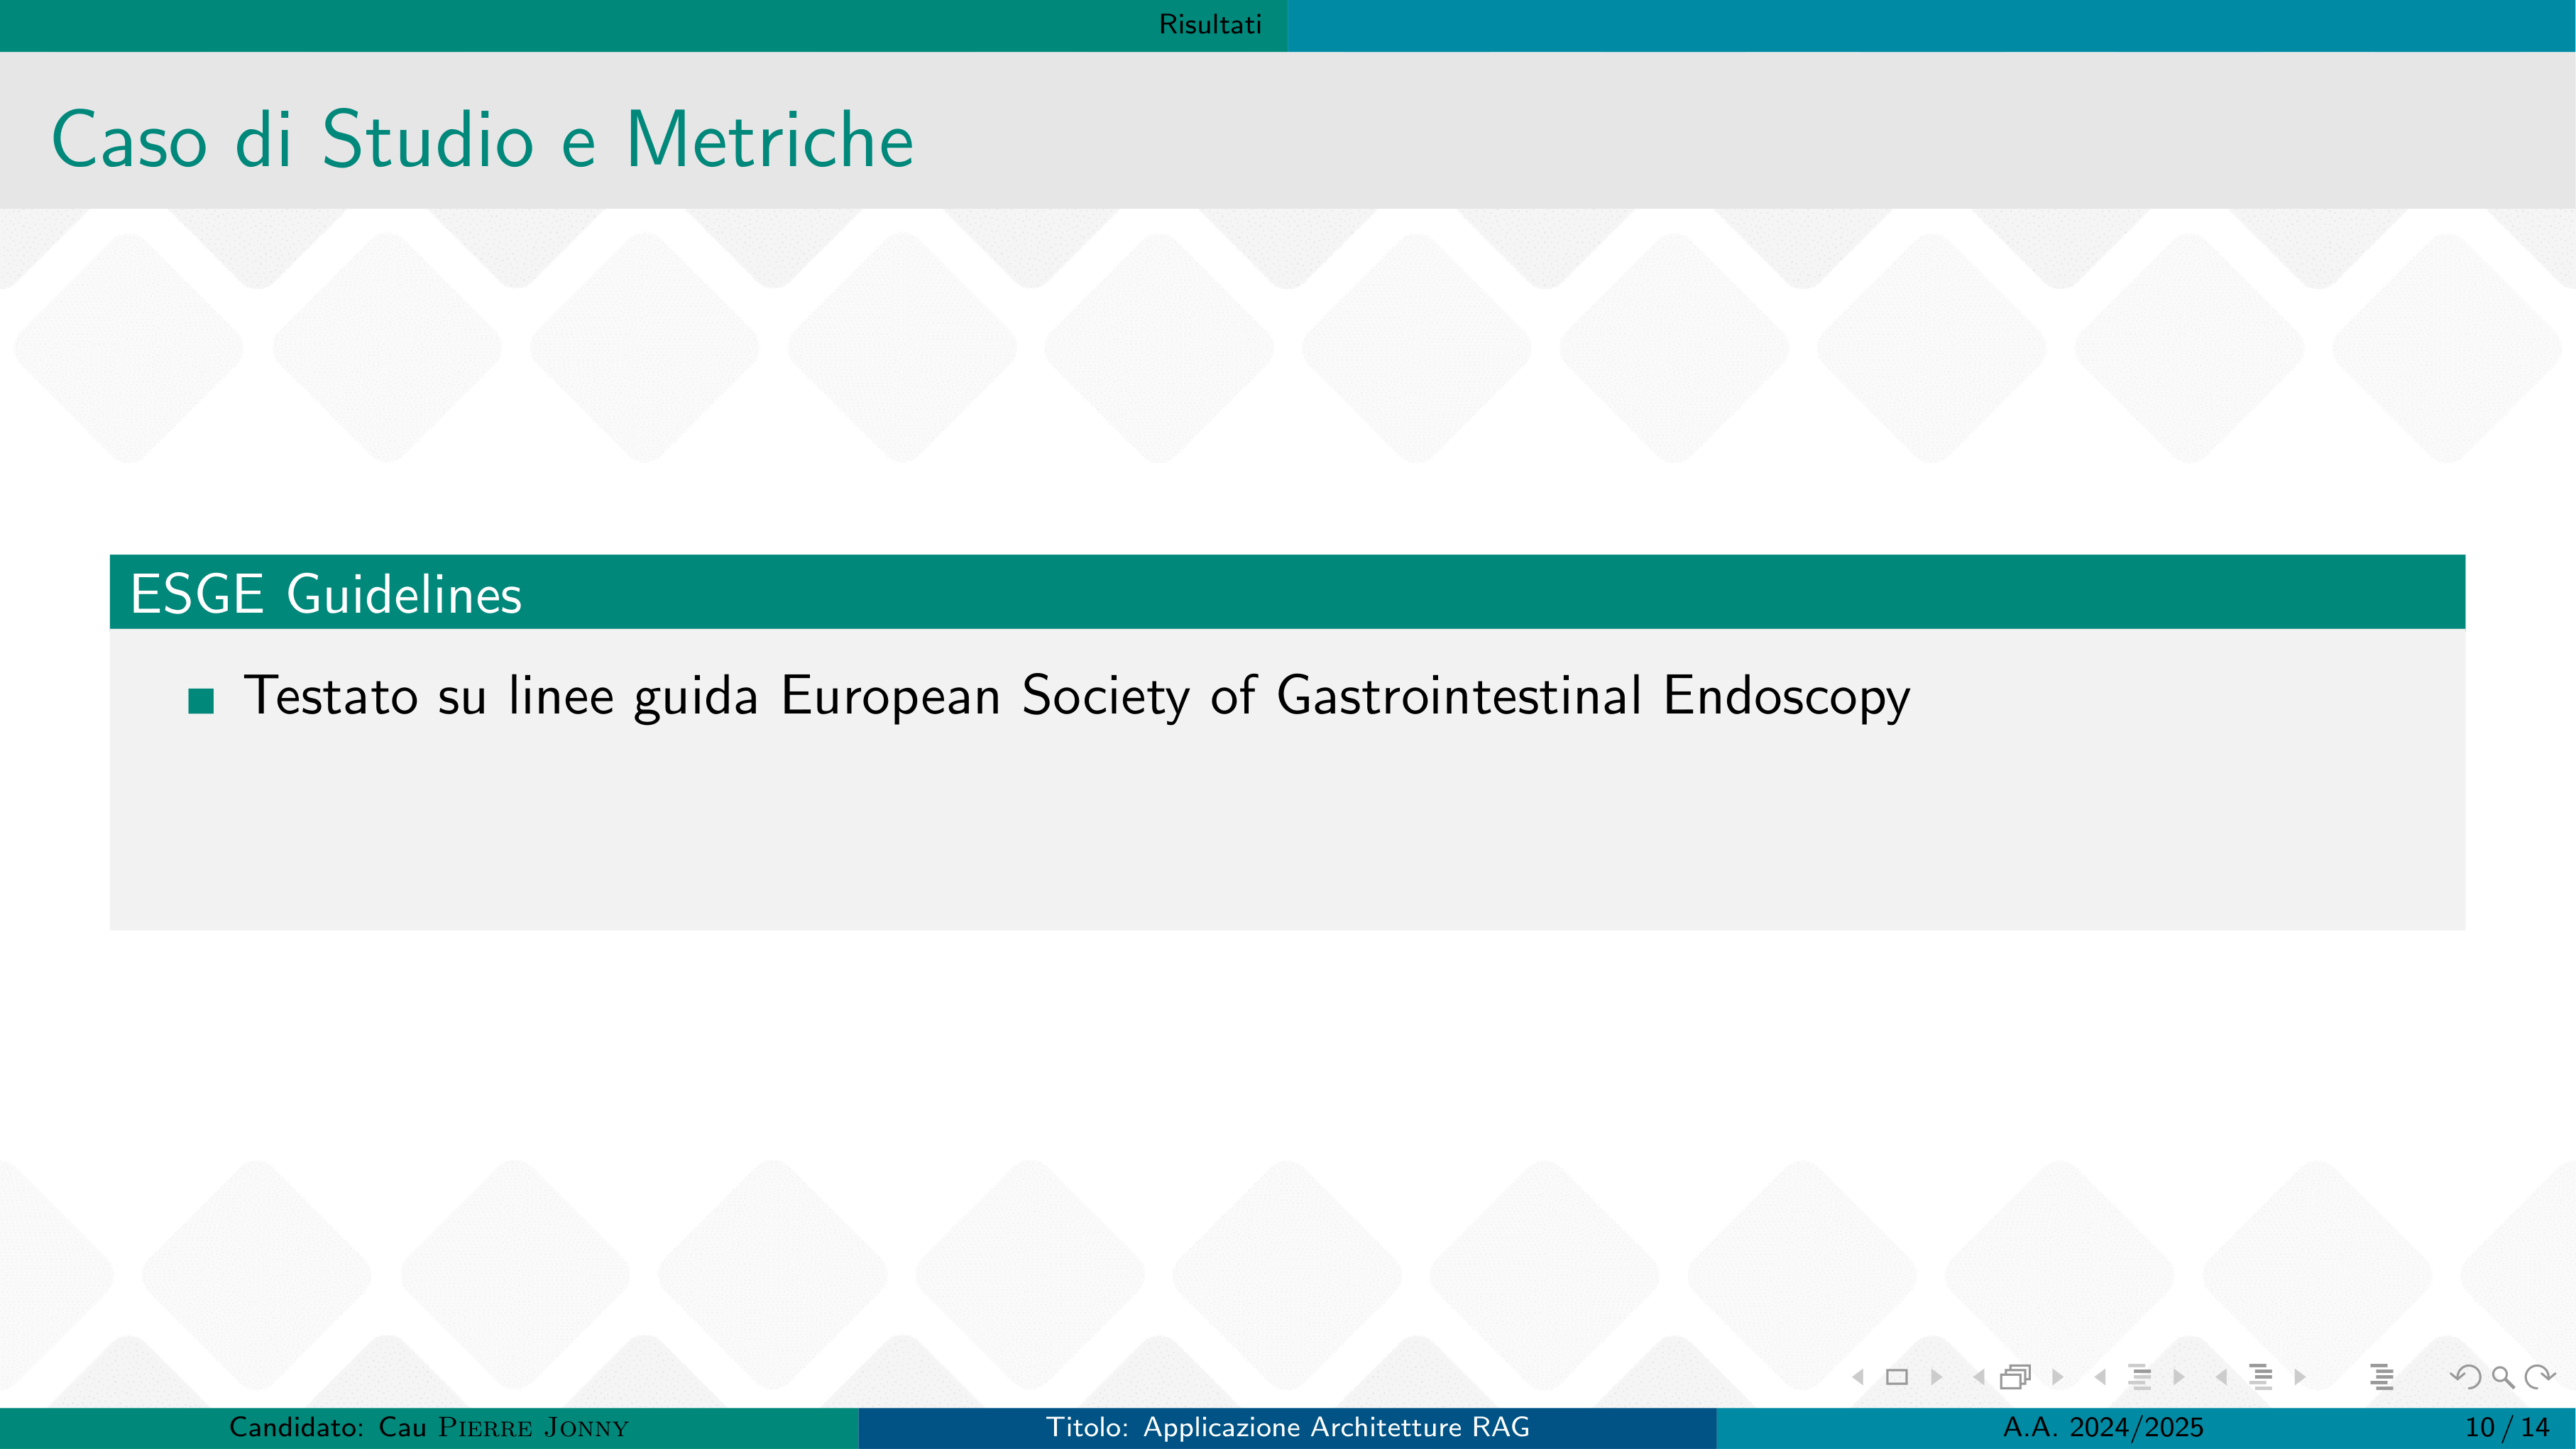 Risultati
Caso di Studio e Metriche
ESGE Guidelines
Testato su linee guida European Society of Gastrointestinal Endoscopy
Candidato: Cau Pierre Jonny
Titolo: Applicazione Architetture RAG
A.A. 2024/2025
10 / 14